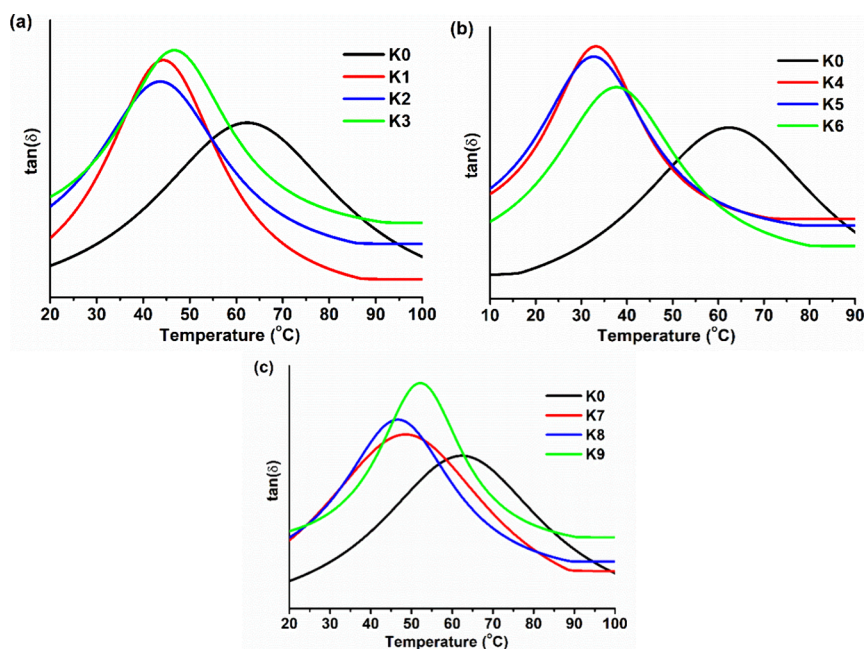 (a)
K0
K1
K2
K3
tan(δ)
20 30 40 50 60 70 80 90 100
Temperature (°C)
(b)
K0
K4
K5
K6
tan(δ)
10 20 30 40 50 60 70 80 90
Temperature (°C)
(c)
K0
K7
K8
K9
tan(δ)
20 30 40 50 60 70 80 90 100
Temperature (°C)